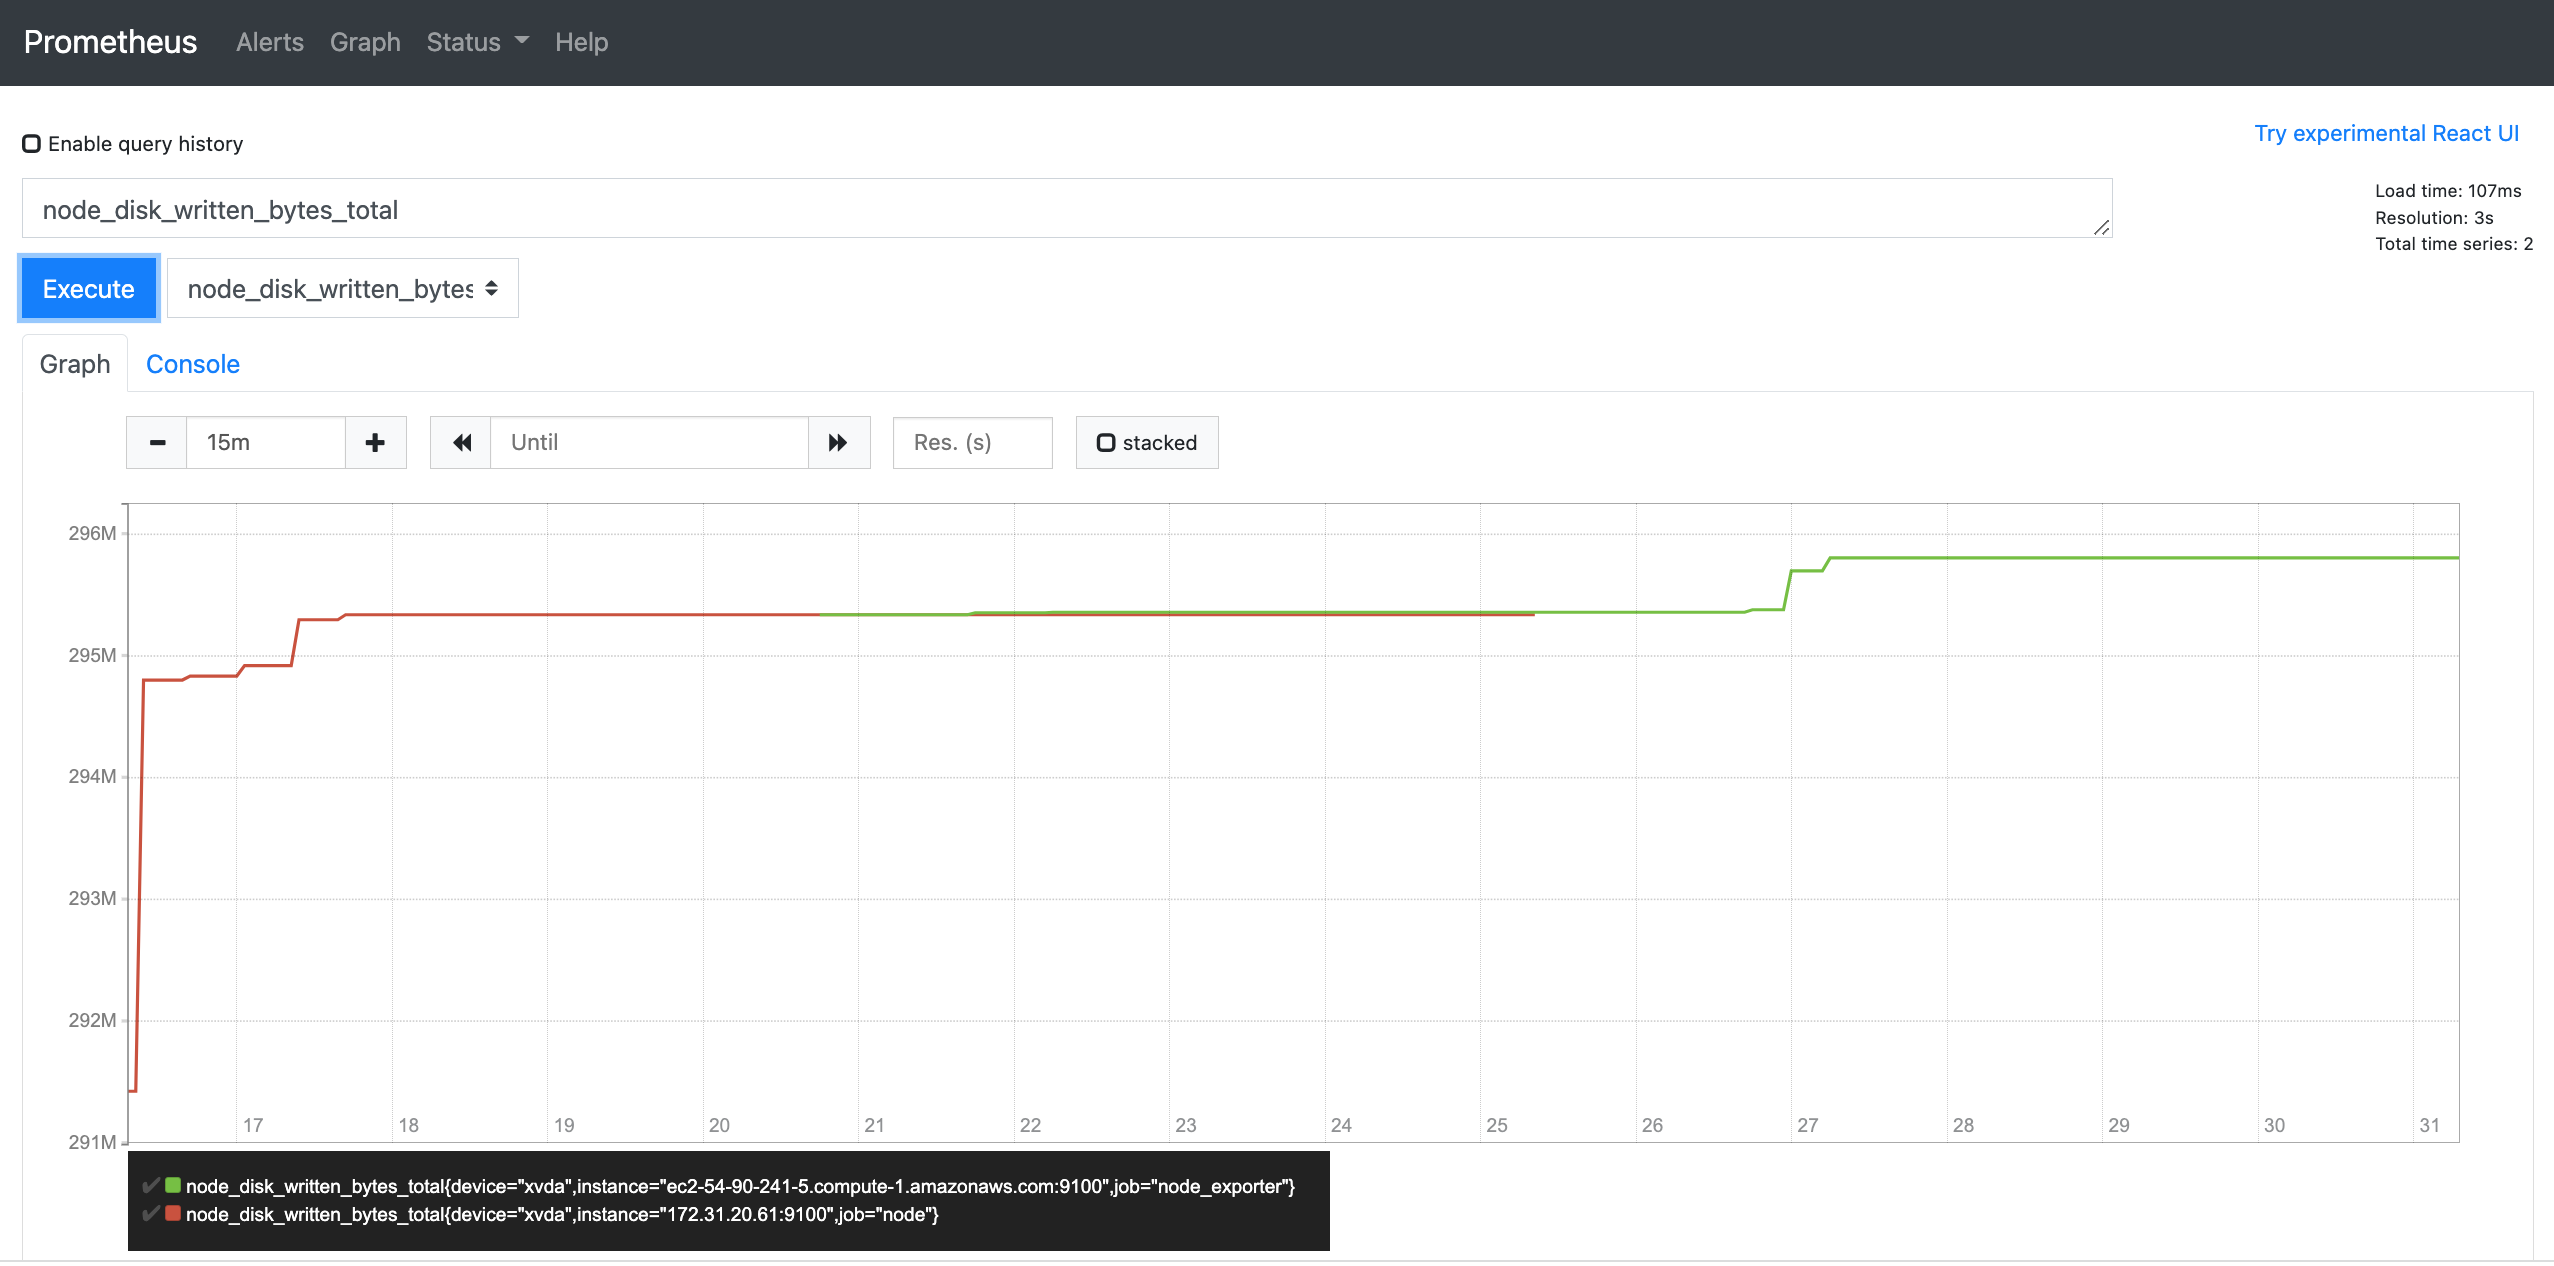 Prometheus Alerts Graph Status Help
Enable query history
Try experimental React UI
node_disk_written_bytes_total
Load time: 107ms
Resolution: 3s
Total time series: 2
Execute node_disk_written_bytes
Graph Console
15m Until Res. (s) stacked
296M
295M
294M
293M
292M
291M
17 18 19 20 21 22 23 24 25 26 27 28 29 30 31
node_disk_written_bytes_total{device="xvda",instance="ec2-54-90-241-5.compute-1.amazonaws.com:9100",job="node_exporter"}
node_disk_written_bytes_total{device="xvda",instance="172.31.20.61:9100",job="node"}